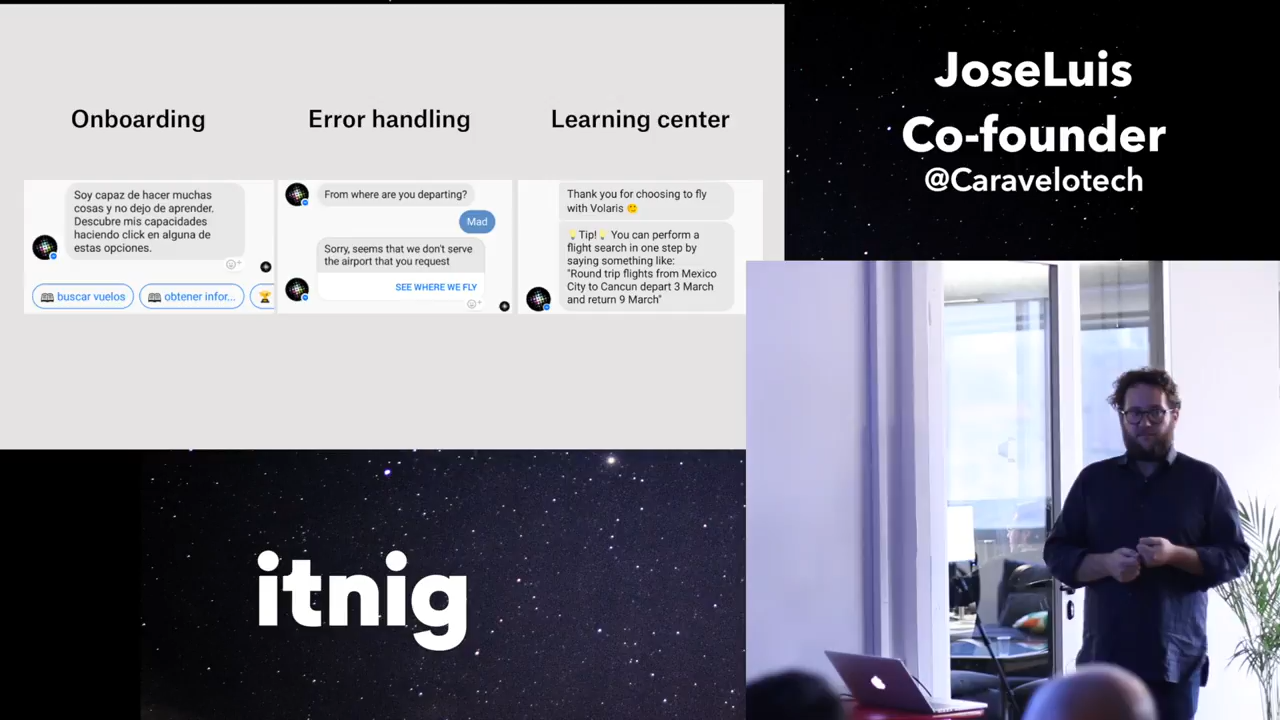 Onboarding
Soy capaz de hacer muchas
cosas y no dejo de aprender.
Descubre mis capacidades
haciendo click en alguna de
estas opciones.
buscar vuelos
obtener infor...
Error handling
From where are you departing?
Mad
Sorry, seems that we don't serve
the airport that you request
SEE WHERE WE FLY
Learning center
Thank you for choosing to fly
with Volaris 🙂
💡Tip!💡 You can perform a
flight search in one step by
saying something like:
"Round trip flights from Mexico
City to Cancun depart 3 March
and return 9 March"
JoseLuis
Co-founder
@Caravelotech
itnig